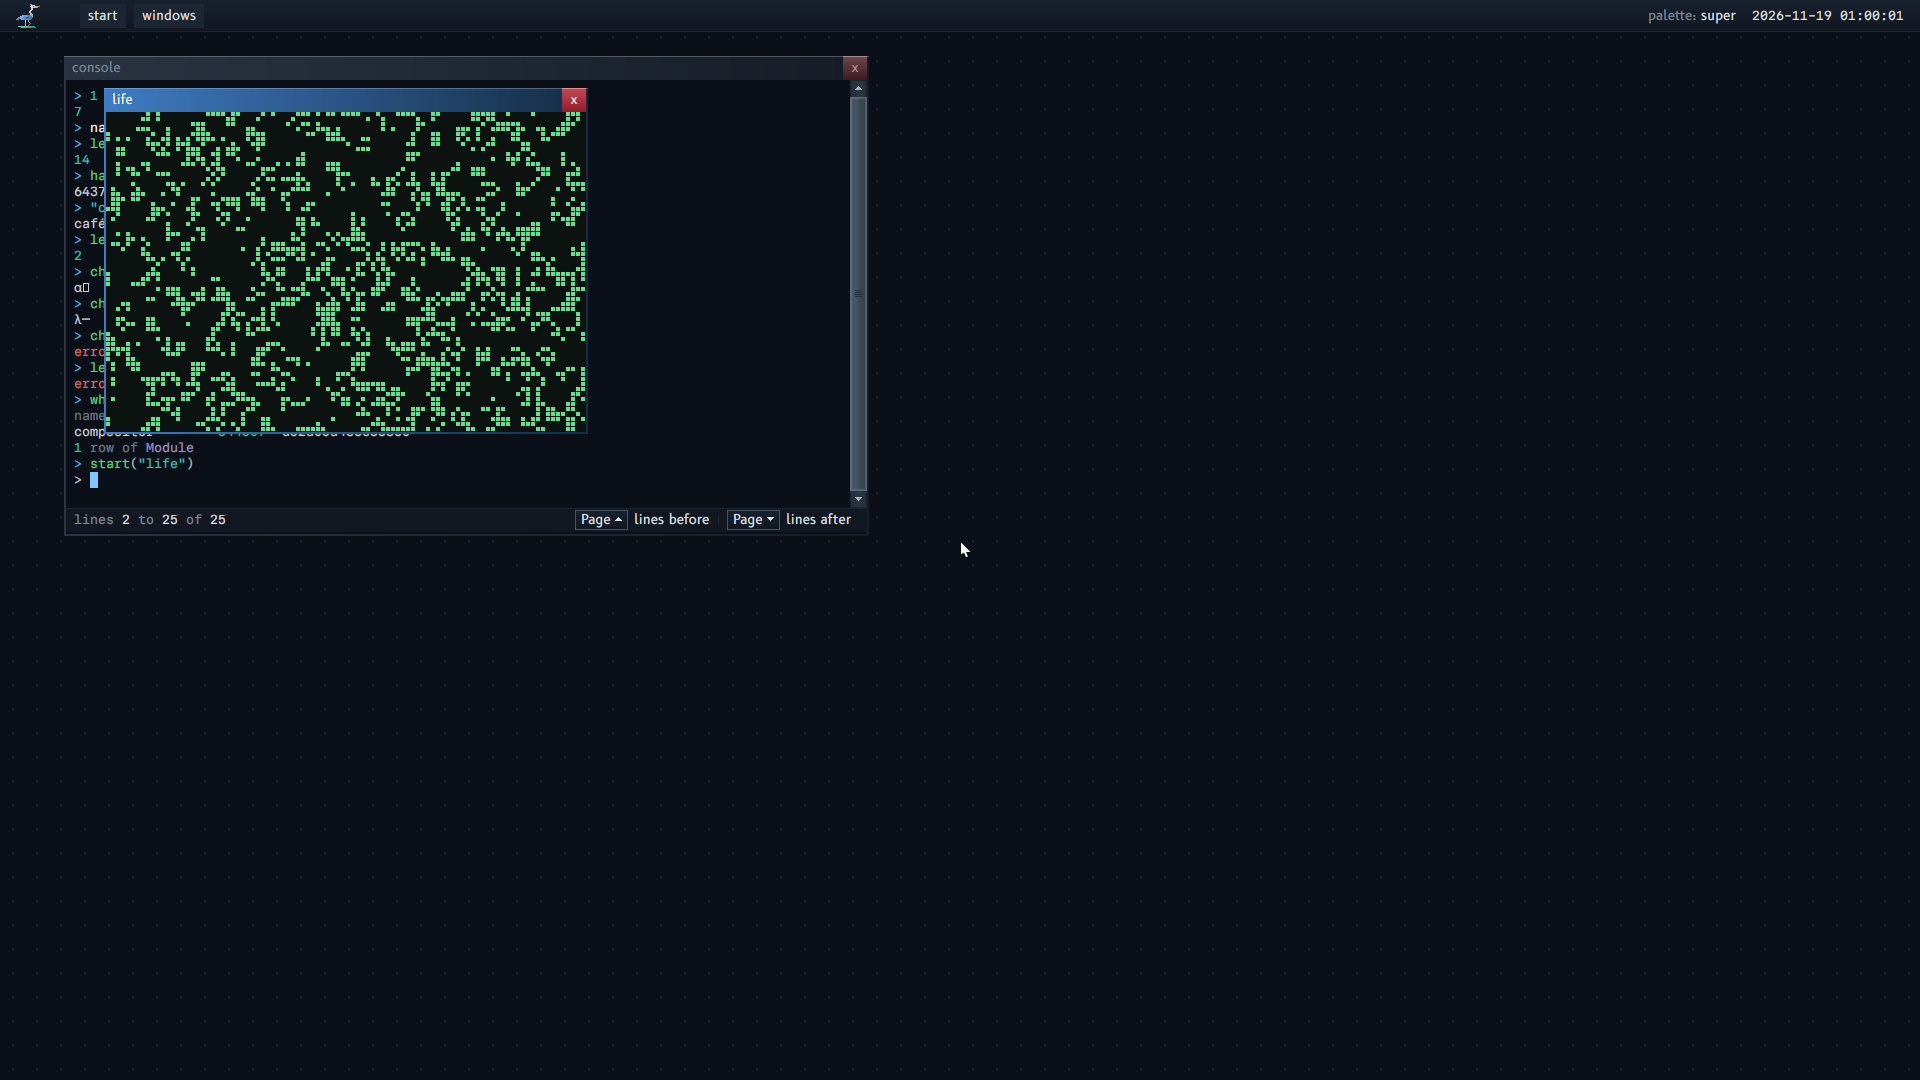 start windows palette: super 2026-11-19 01:00:01
console x
life x
> 1
7
> na
> le
14
> ha
6437
> "c
café
> le
2
> ch
α
> ch
λ—
> ch
erro
> le
erro
> wh
name
1 row of Module
> start("life")
>
lines 2 to 25 of 25 Page lines before Page lines after